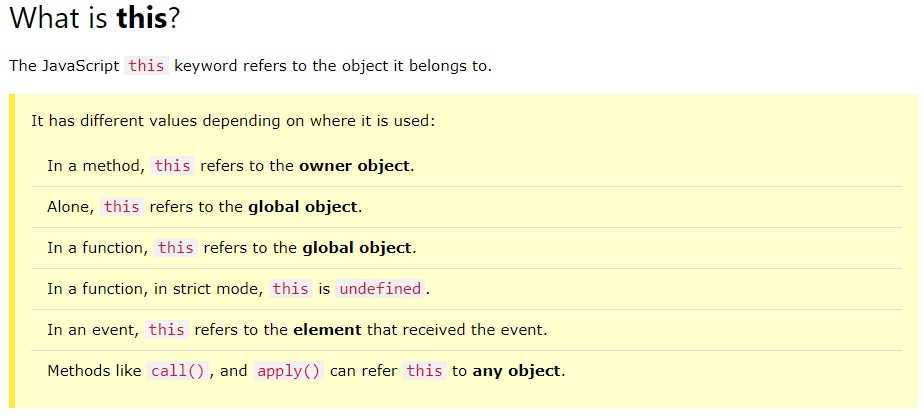 What is this?
The JavaScript this keyword refers to the object it belongs to.
It has different values depending on where it is used:
In a method, this refers to the owner object.
Alone, this refers to the global object.
In a function, this refers to the global object.
In a function, in strict mode, this is undefined.
In an event, this refers to the element that received the event.
Methods like call(), and apply() can refer this to any object.